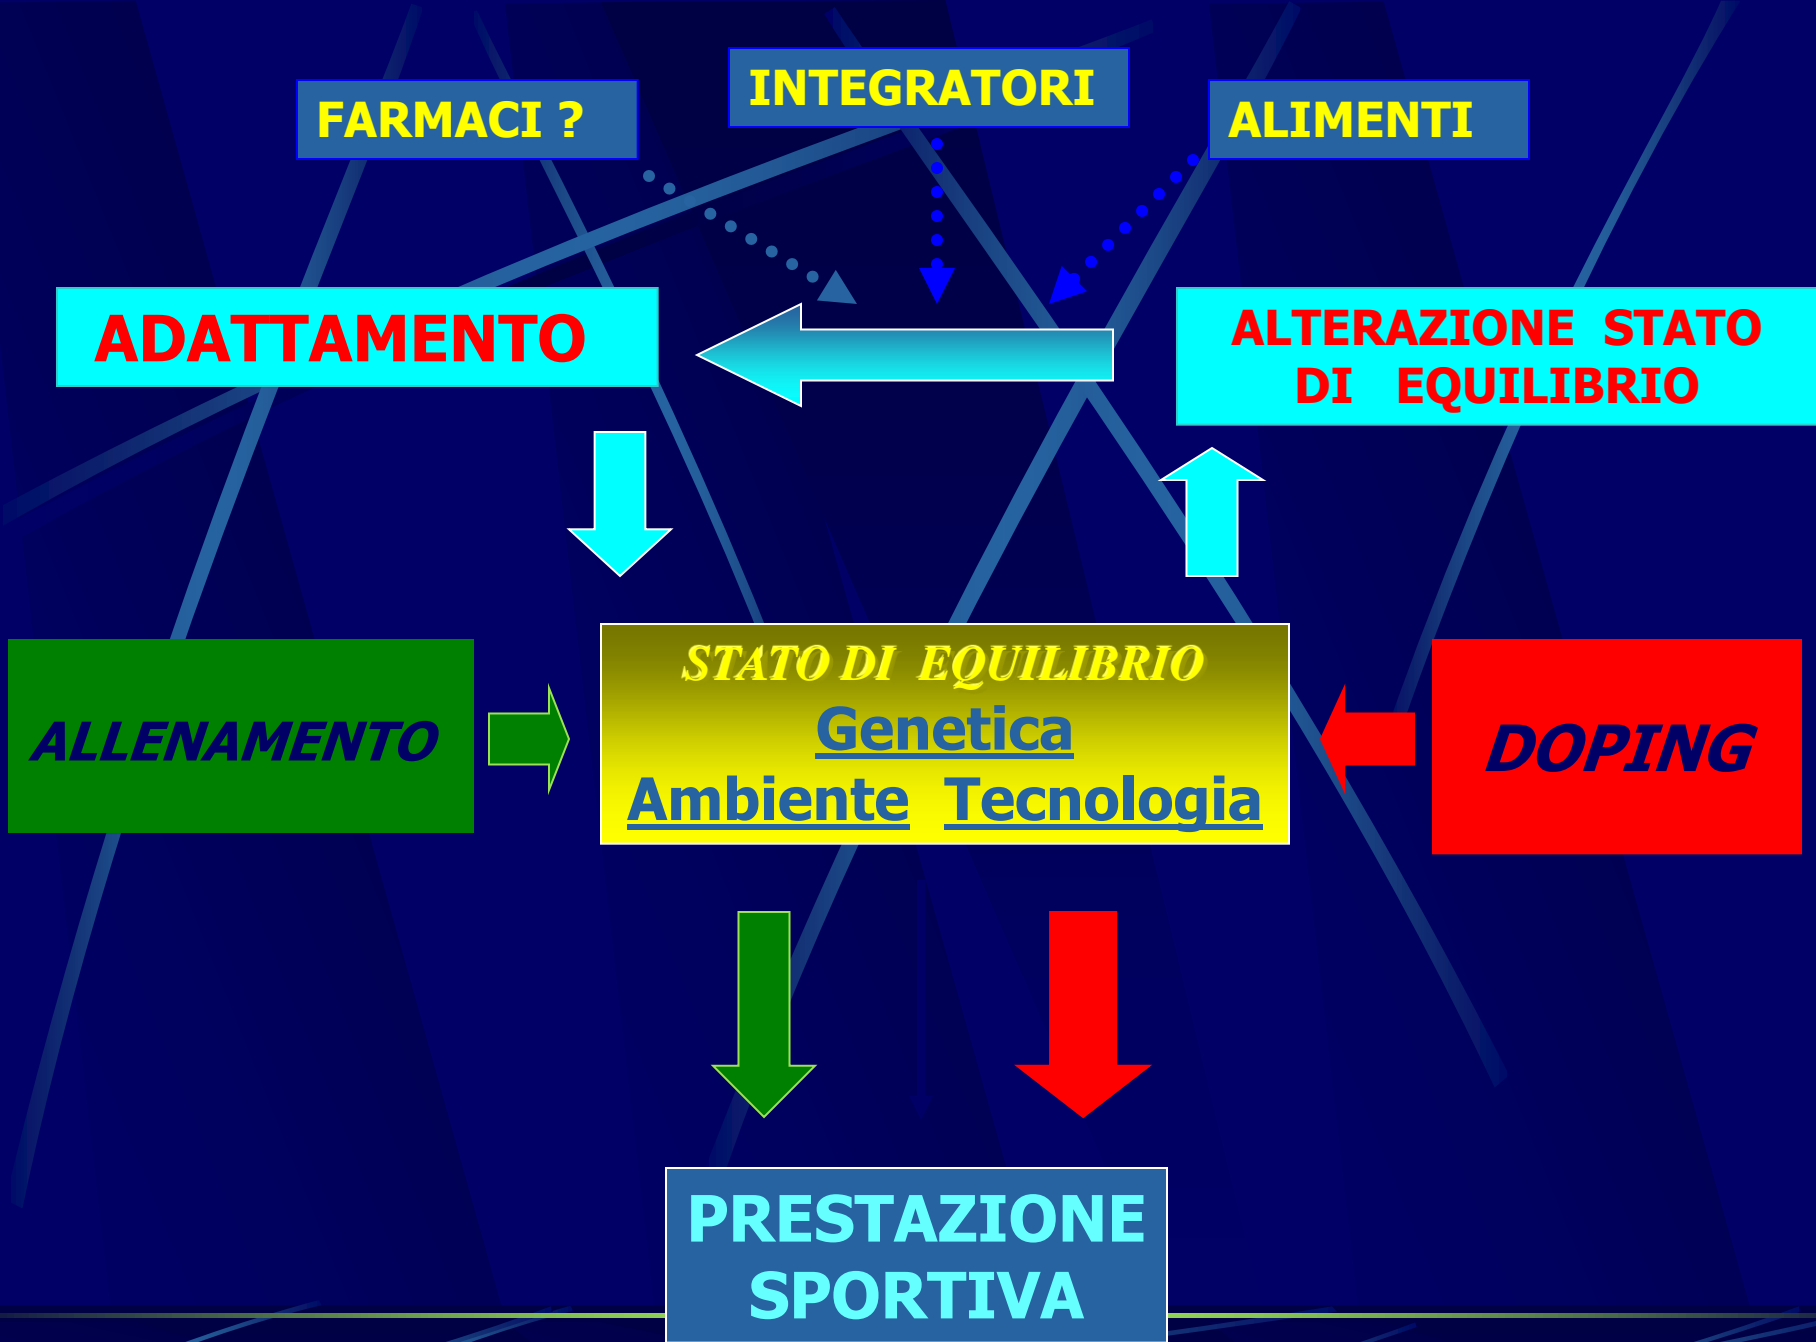 INTEGRATORI
FARMACI ?
ALIMENTI
ADATTAMENTO
ALTERAZIONE STATO
DI EQUILIBRIO
STATO DI EQUILIBRIO
Genetica
Ambiente Tecnologia
ALLENAMENTO
DOPING
PRESTAZIONE
SPORTIVA